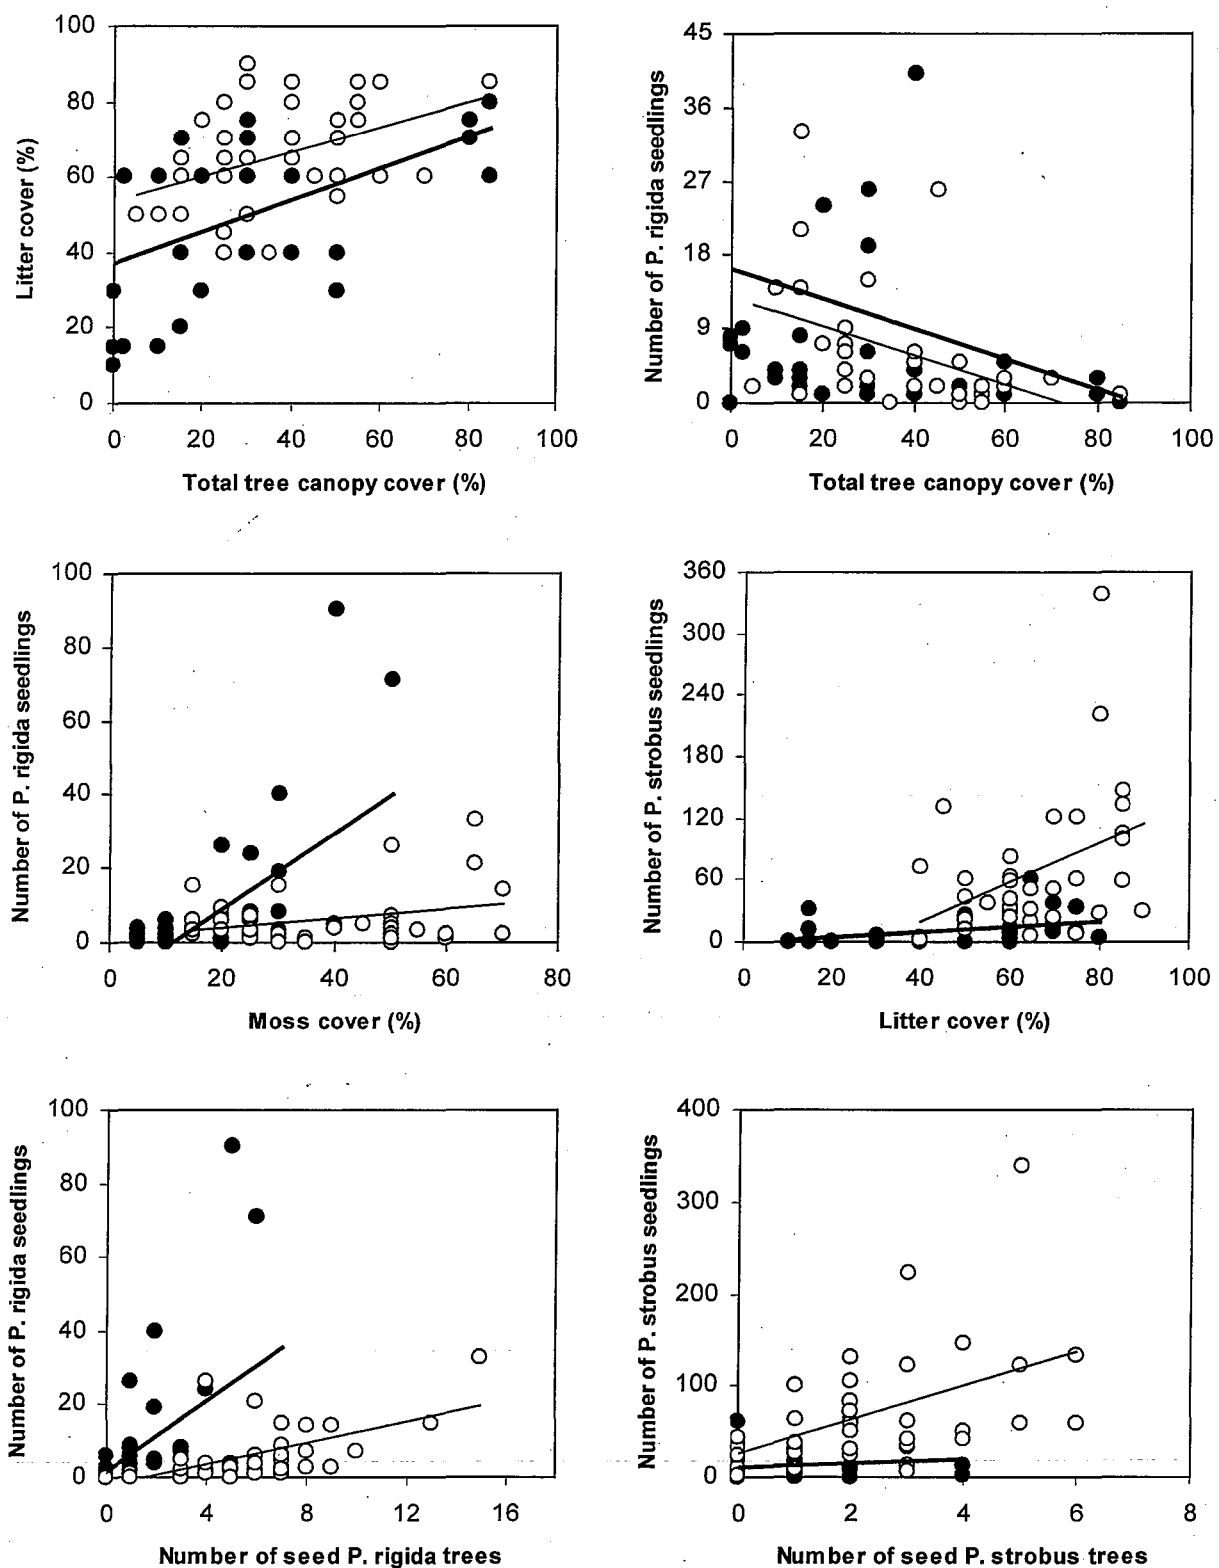 100
80
60
40
20
0
Litter cover (%)
0 20 40 60 80 100
Total tree canopy cover (%)
45
36
27
18
9
0
Number of P. rigida seedlings
0 20 40 60 80 100
Total tree canopy cover (%)
100
80
60
40
20
0
Number of P. rigida seedlings
0 20 40 60 80
Moss cover (%)
360
300
240
180
120
60
0
Number of P. strobus seedlings
0 20 40 60 80 100
Litter cover (%)
100
80
60
40
20
0
Number of P. rigida seedlings
0 4 8 12 16
Number of seed P. rigida trees
400
300
200
100
0
Number of P. strobus seedlings
0 2 4 6 8
Number of seed P. strobus trees